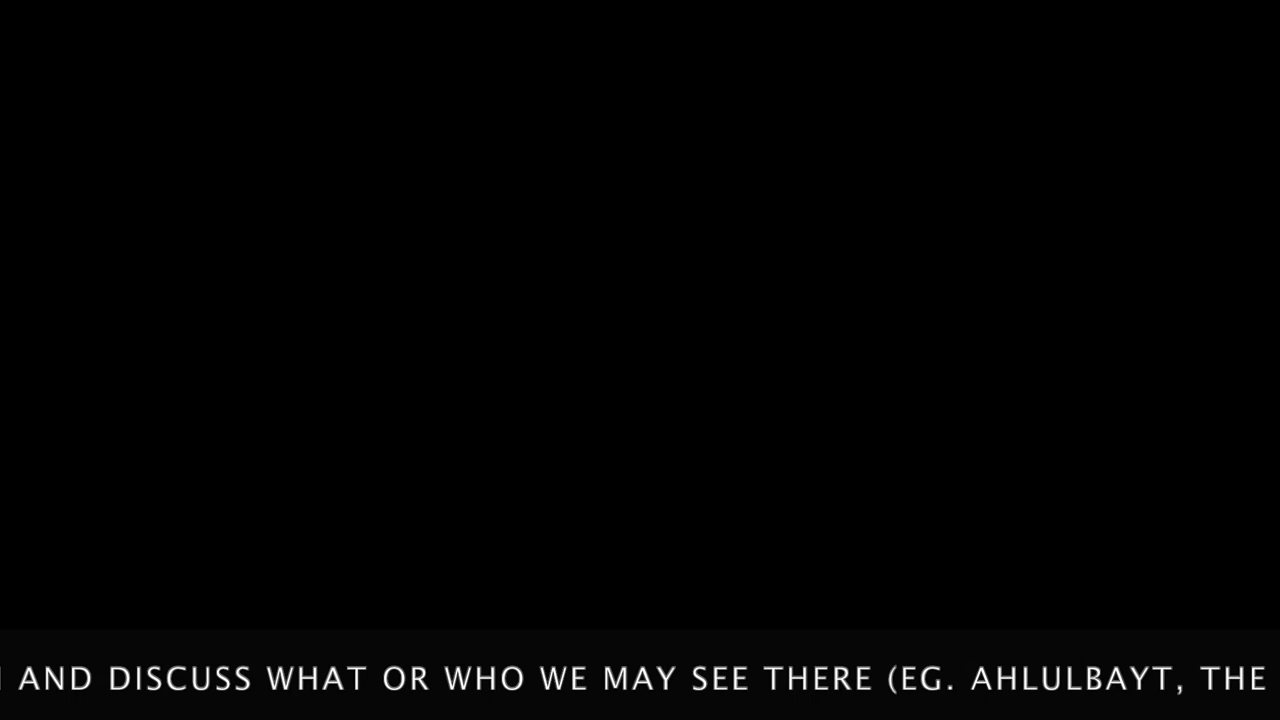 AND DISCUSS WHAT OR WHO WE MAY SEE THERE (EG. AHLULBAYT, THE